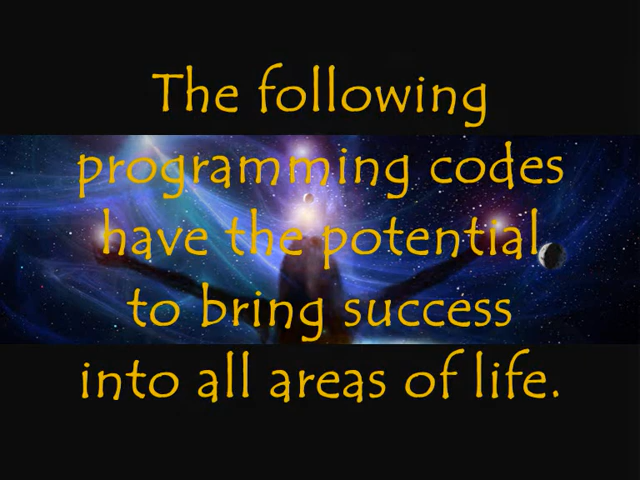 The following
programming codes
have the potential
to bring success
into all areas of life.